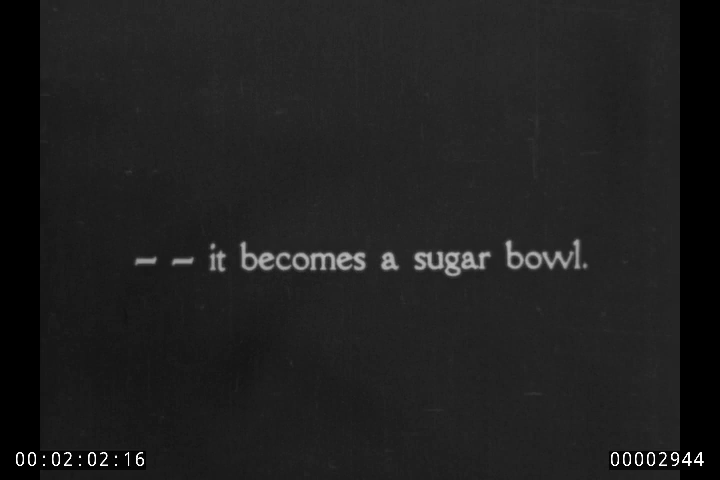 – – it becomes a sugar bowl.
00:02:02:16
00002944